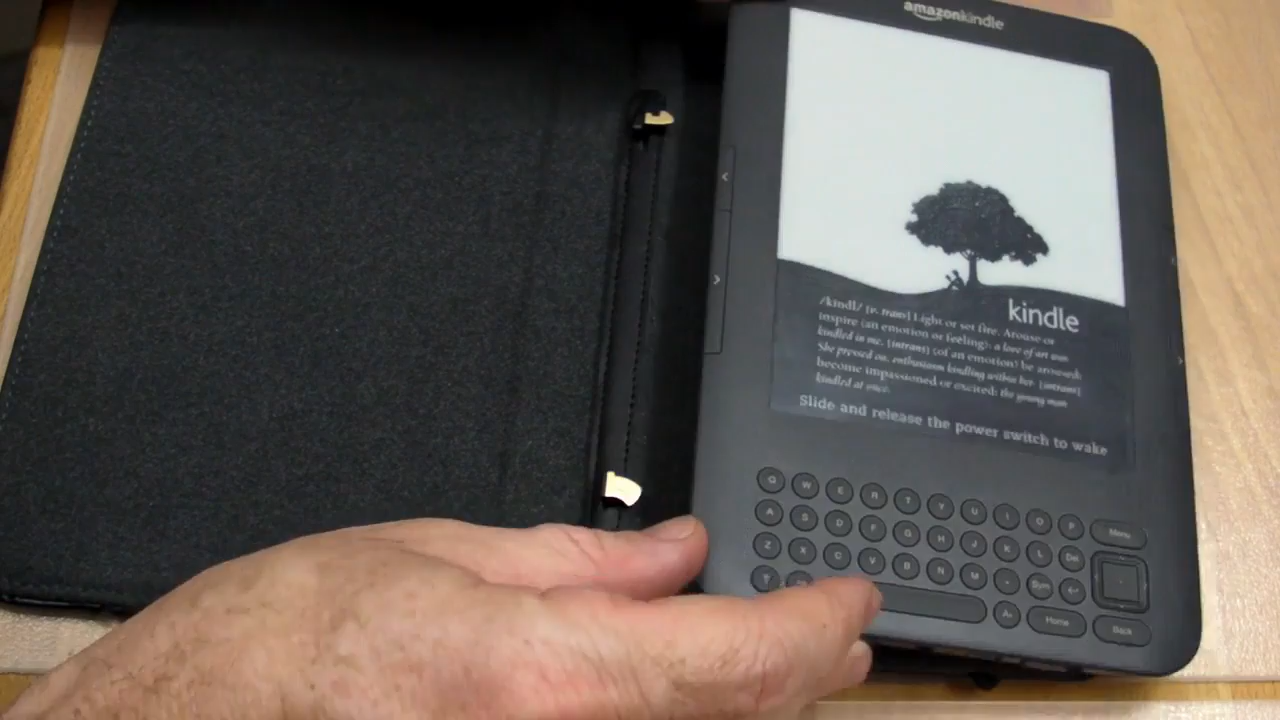 amazonkindle
kindle
/kindl/ [v. trans] Light or set fire. Arouse or
inspire (an emotion or feeling): a love of art was
kindled in me. [intrans] (of an emotion) be aroused:
She pressed on, enthusiasm kindling within her. [intrans]
become impassioned or excited: the young man
kindled at once.
Slide and release the power switch to wake
Q W E R T Y U I O P Menu
A S D F G H J K L Del
Z X C V B N M . Sym
Aa Home Back